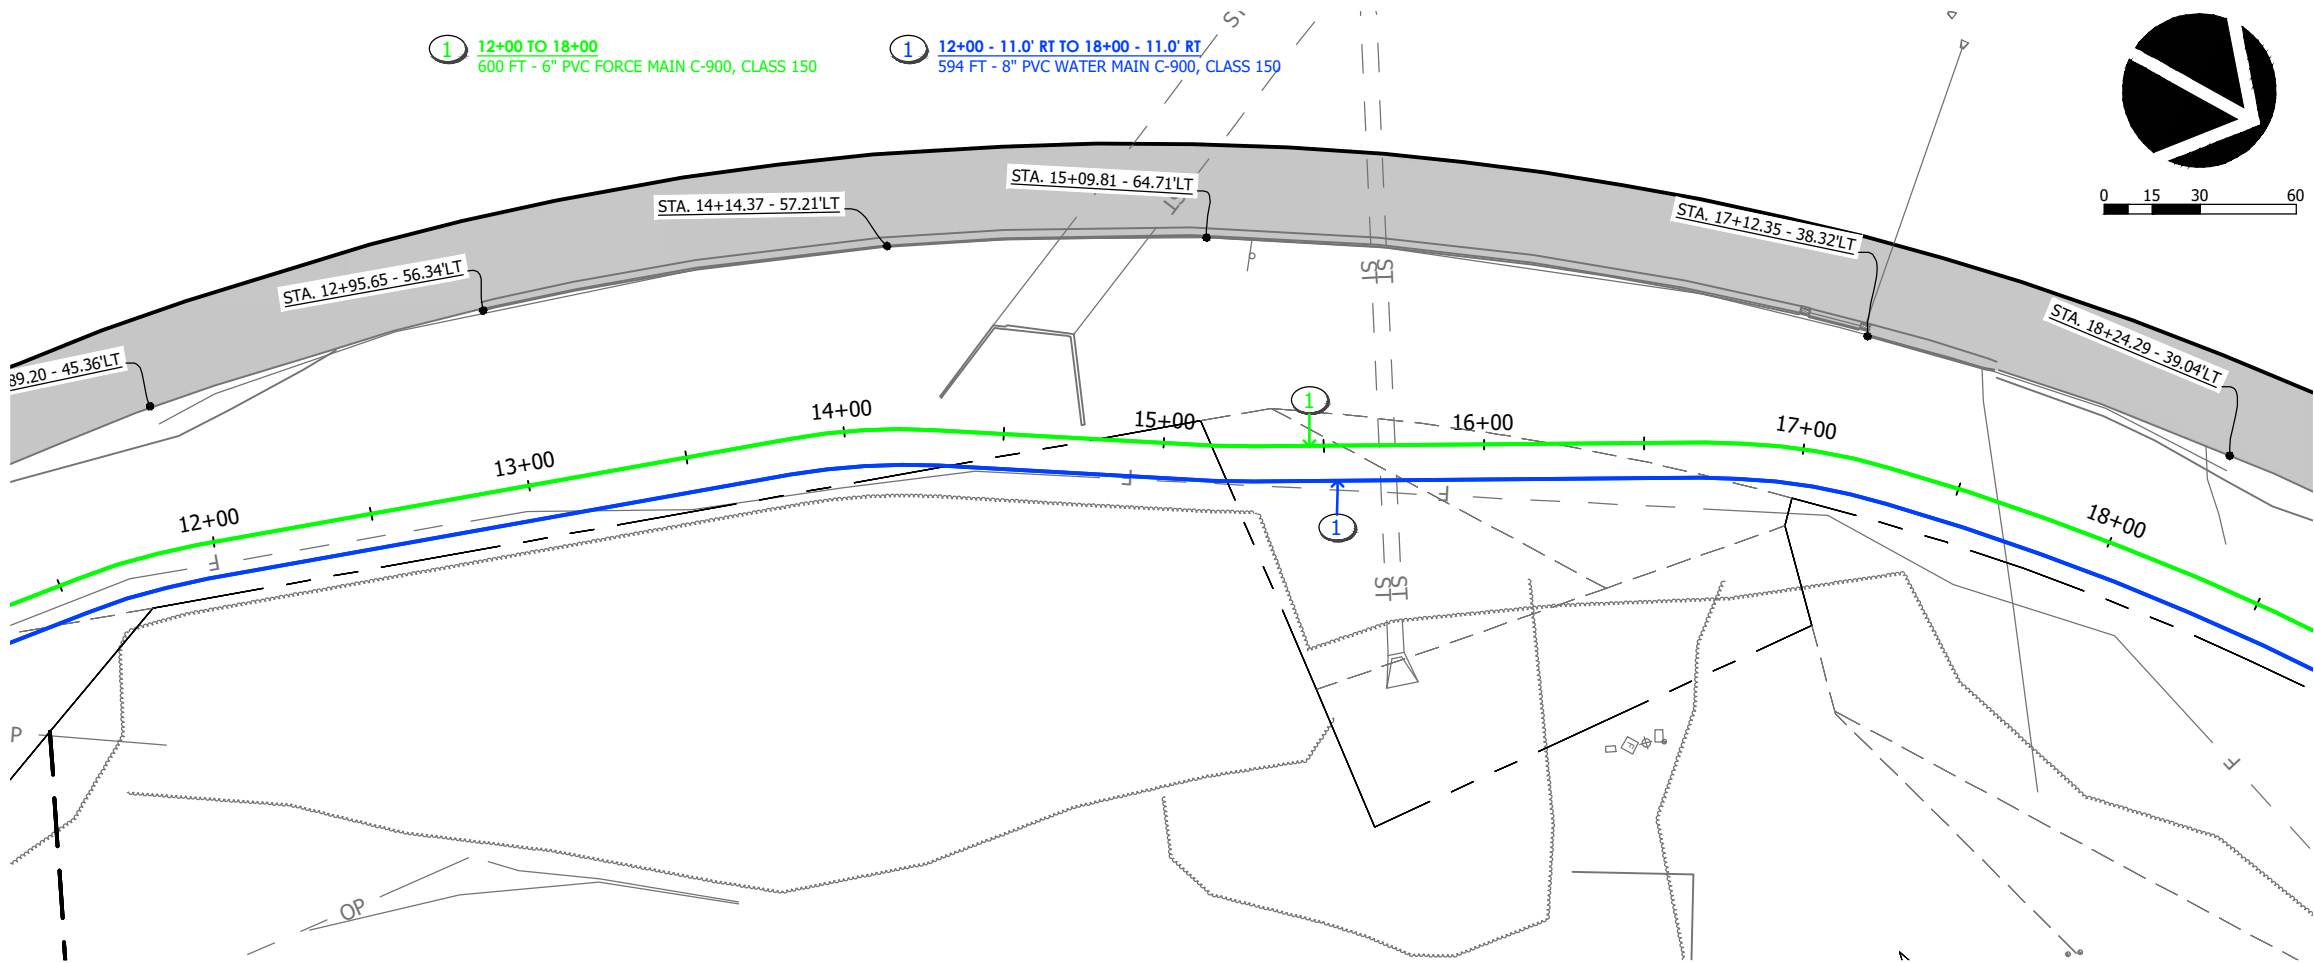 1 12+00 TO 18+00
600 FT - 6" PVC FORCE MAIN C-900, CLASS 150
1 12+00 - 11.0' RT TO 18+00 - 11.0' RT
594 FT - 8" PVC WATER MAIN C-900, CLASS 150
ST
0 15 30 60
STA. 15+09.81 - 64.71'LT
STA. 14+14.37 - 57.21'LT
ST
STA. 17+12.35 - 38.32'LT
STA. 12+95.65 - 56.34'LT
ST ST
STA. 18+24.29 - 39.04'LT
89.20 - 45.36'LT
1
14+00
15+00
16+00
17+00
13+00
12+00
18+00
F
F
F
1
ST ST
P
F
F
OP